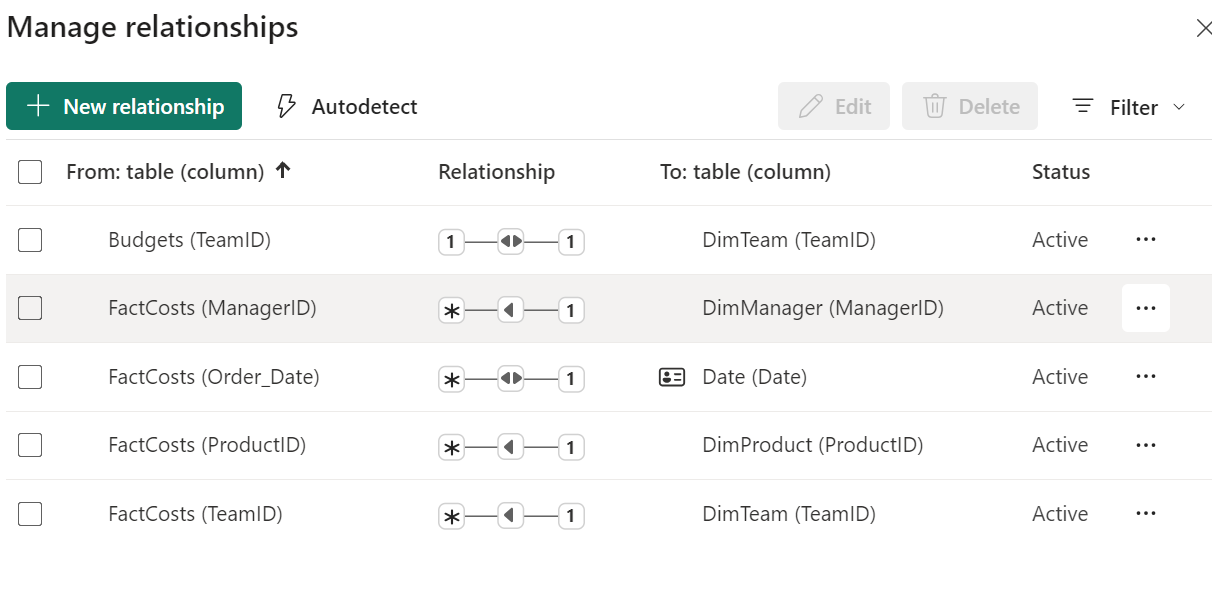 Manage relationships
New relationship Autodetect Edit Delete Filter
From: table (column) Relationship To: table (column) Status
Budgets (TeamID) 1 1 DimTeam (TeamID) Active
FactCosts (ManagerID) * 1 DimManager (ManagerID) Active
FactCosts (Order_Date) * 1 Date (Date) Active
FactCosts (ProductID) * 1 DimProduct (ProductID) Active
FactCosts (TeamID) * 1 DimTeam (TeamID) Active